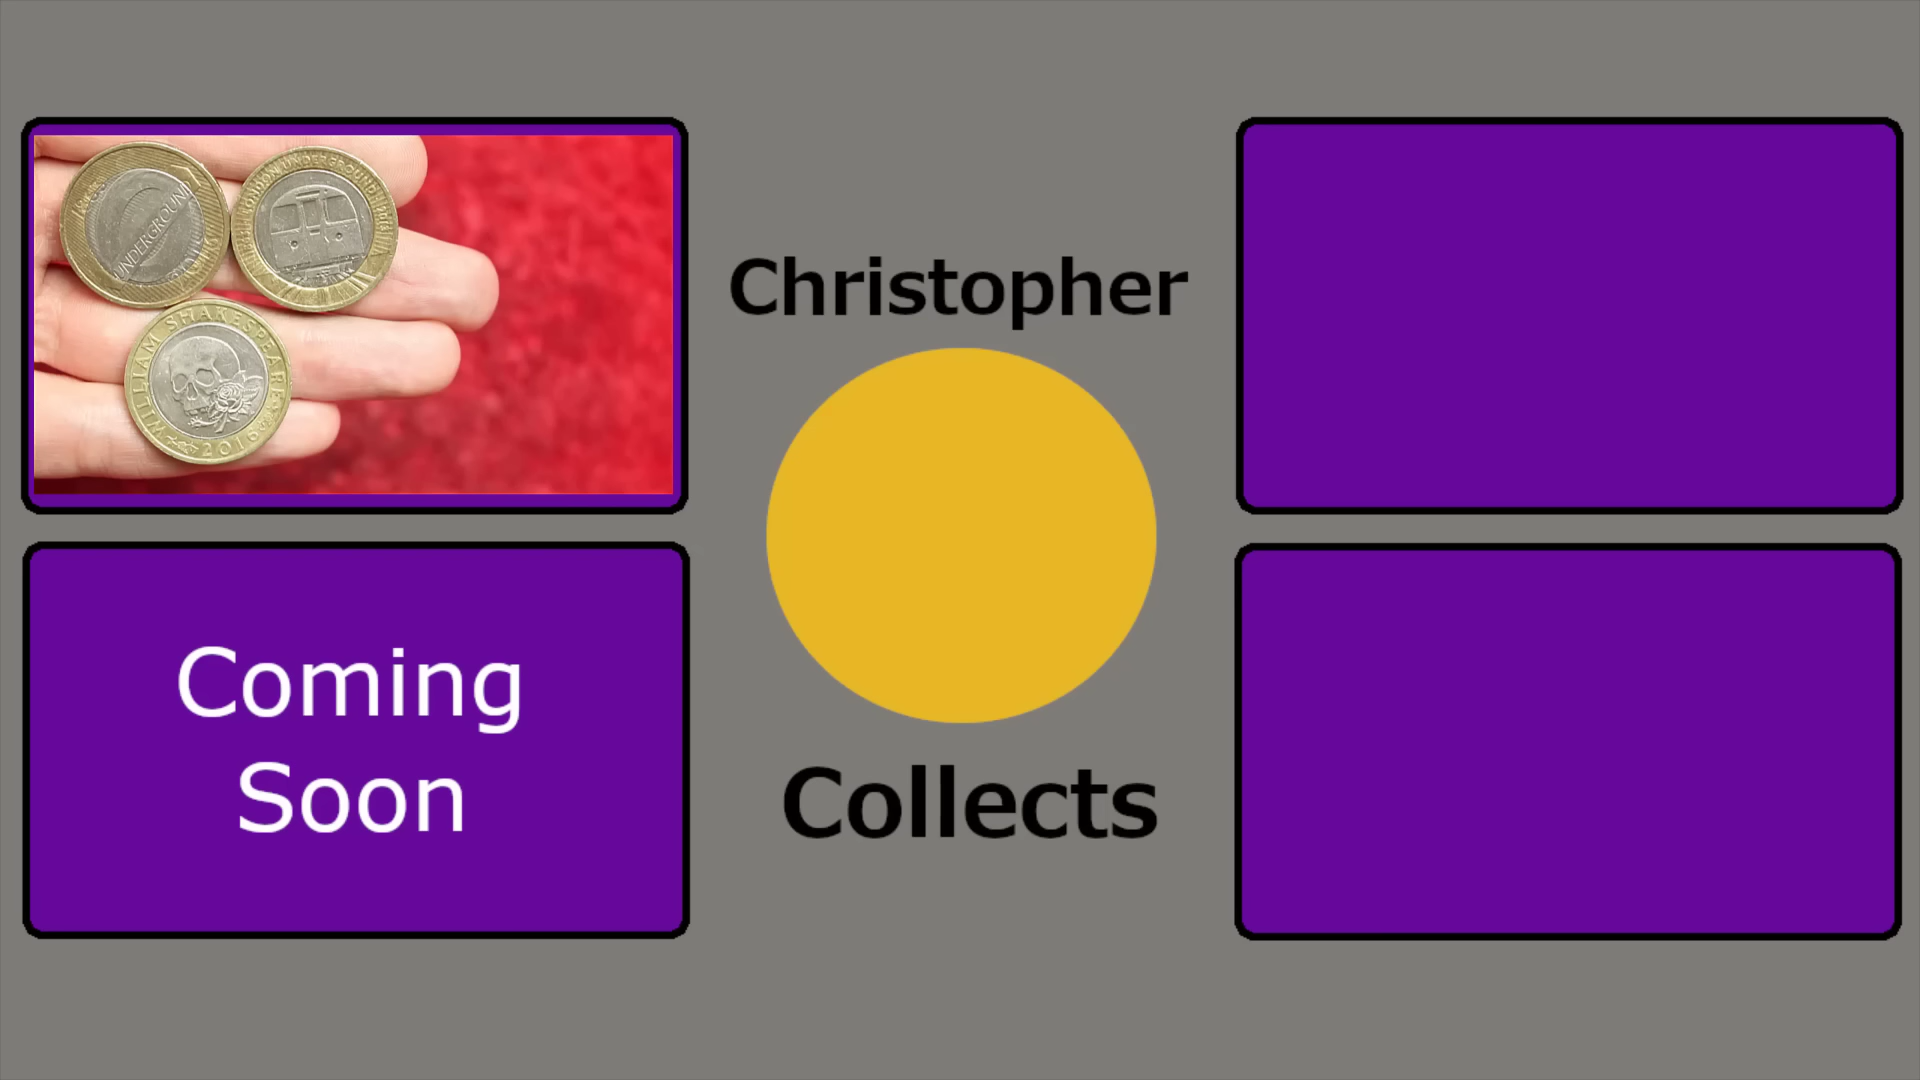 UNDERGROUND
LONDON UNDERGROUND
WILLIAM SHAKESPEARE
2016
Christopher
Collects
Coming
Soon